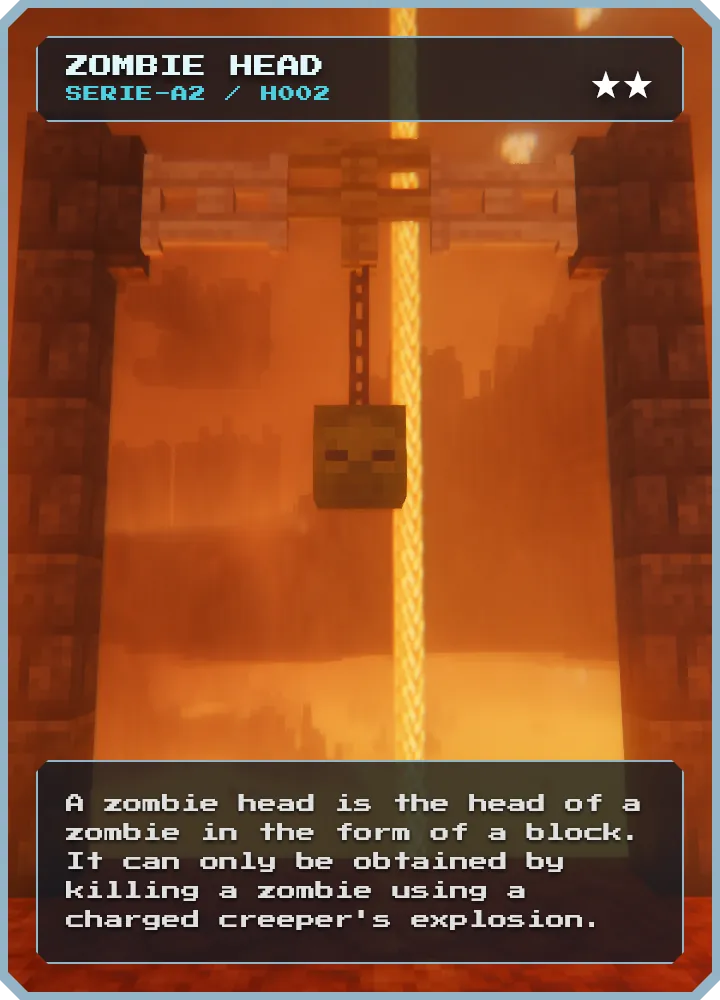 ZOMBIE HEAD
SERIE-A2 / H002
A zombie head is the head of a
zombie in the form of a block.
It can only be obtained by
killing a zombie using a
charged creeper's explosion.